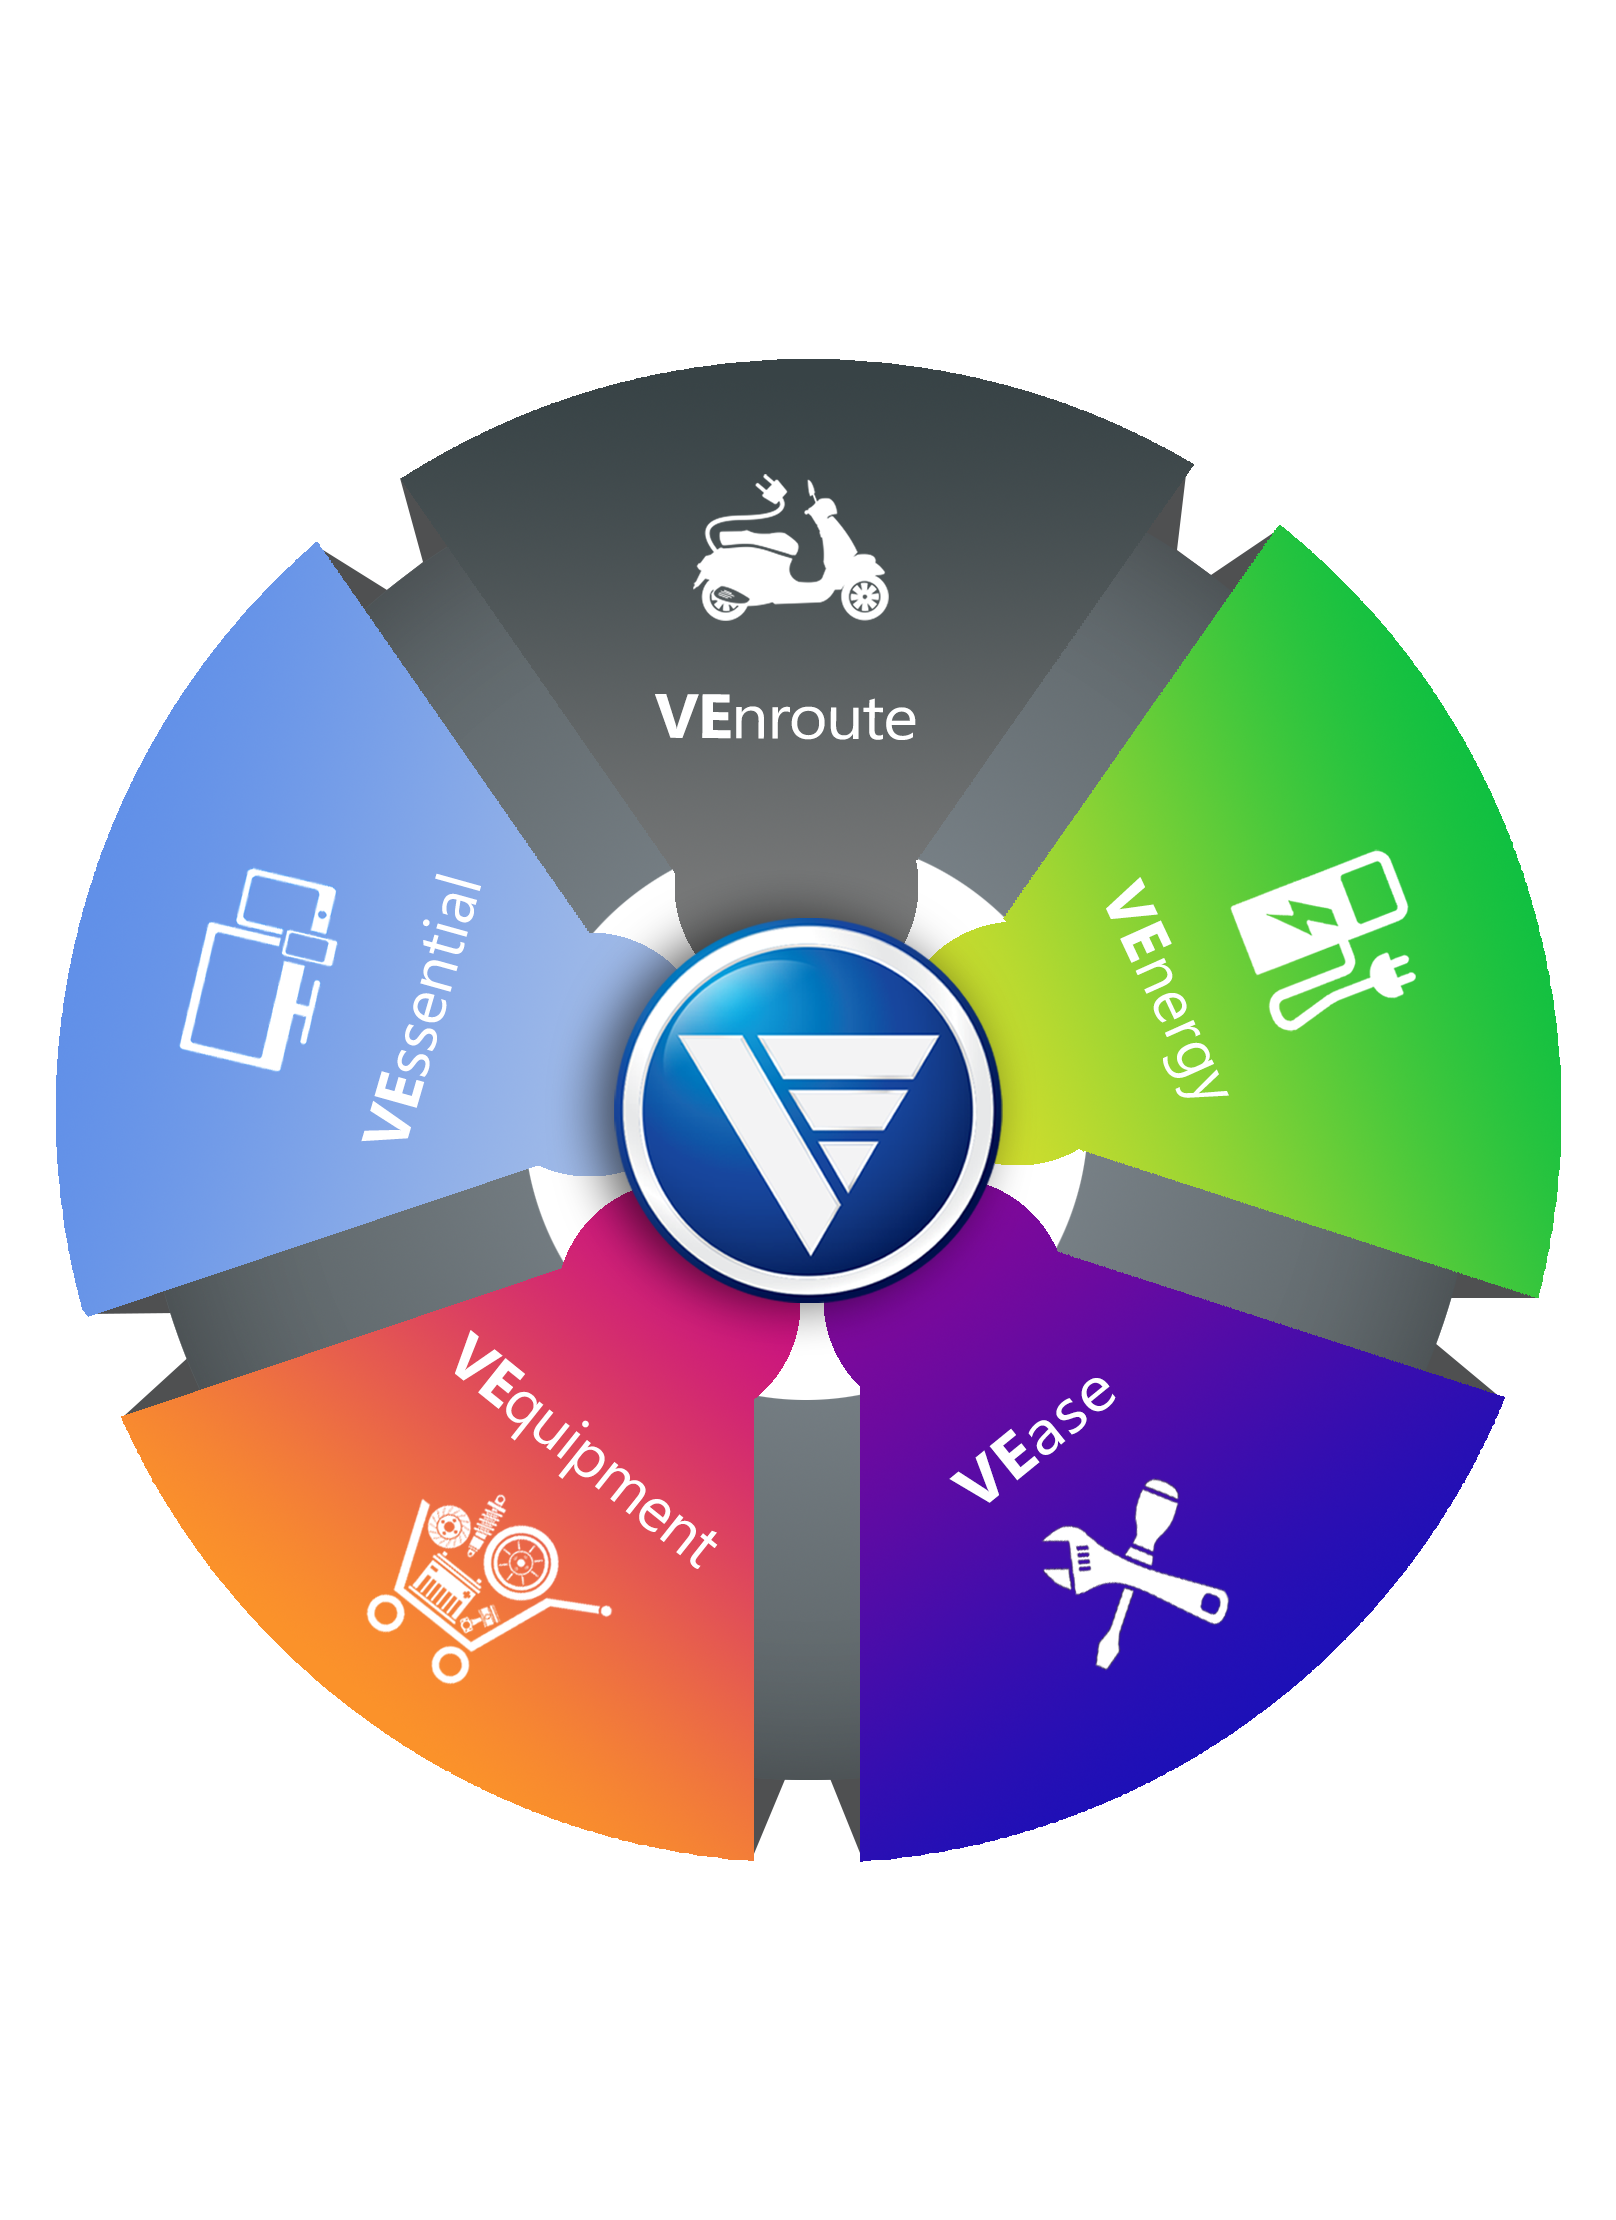 VEnroute
VEnergy
VEase
VEquipment
VEssential